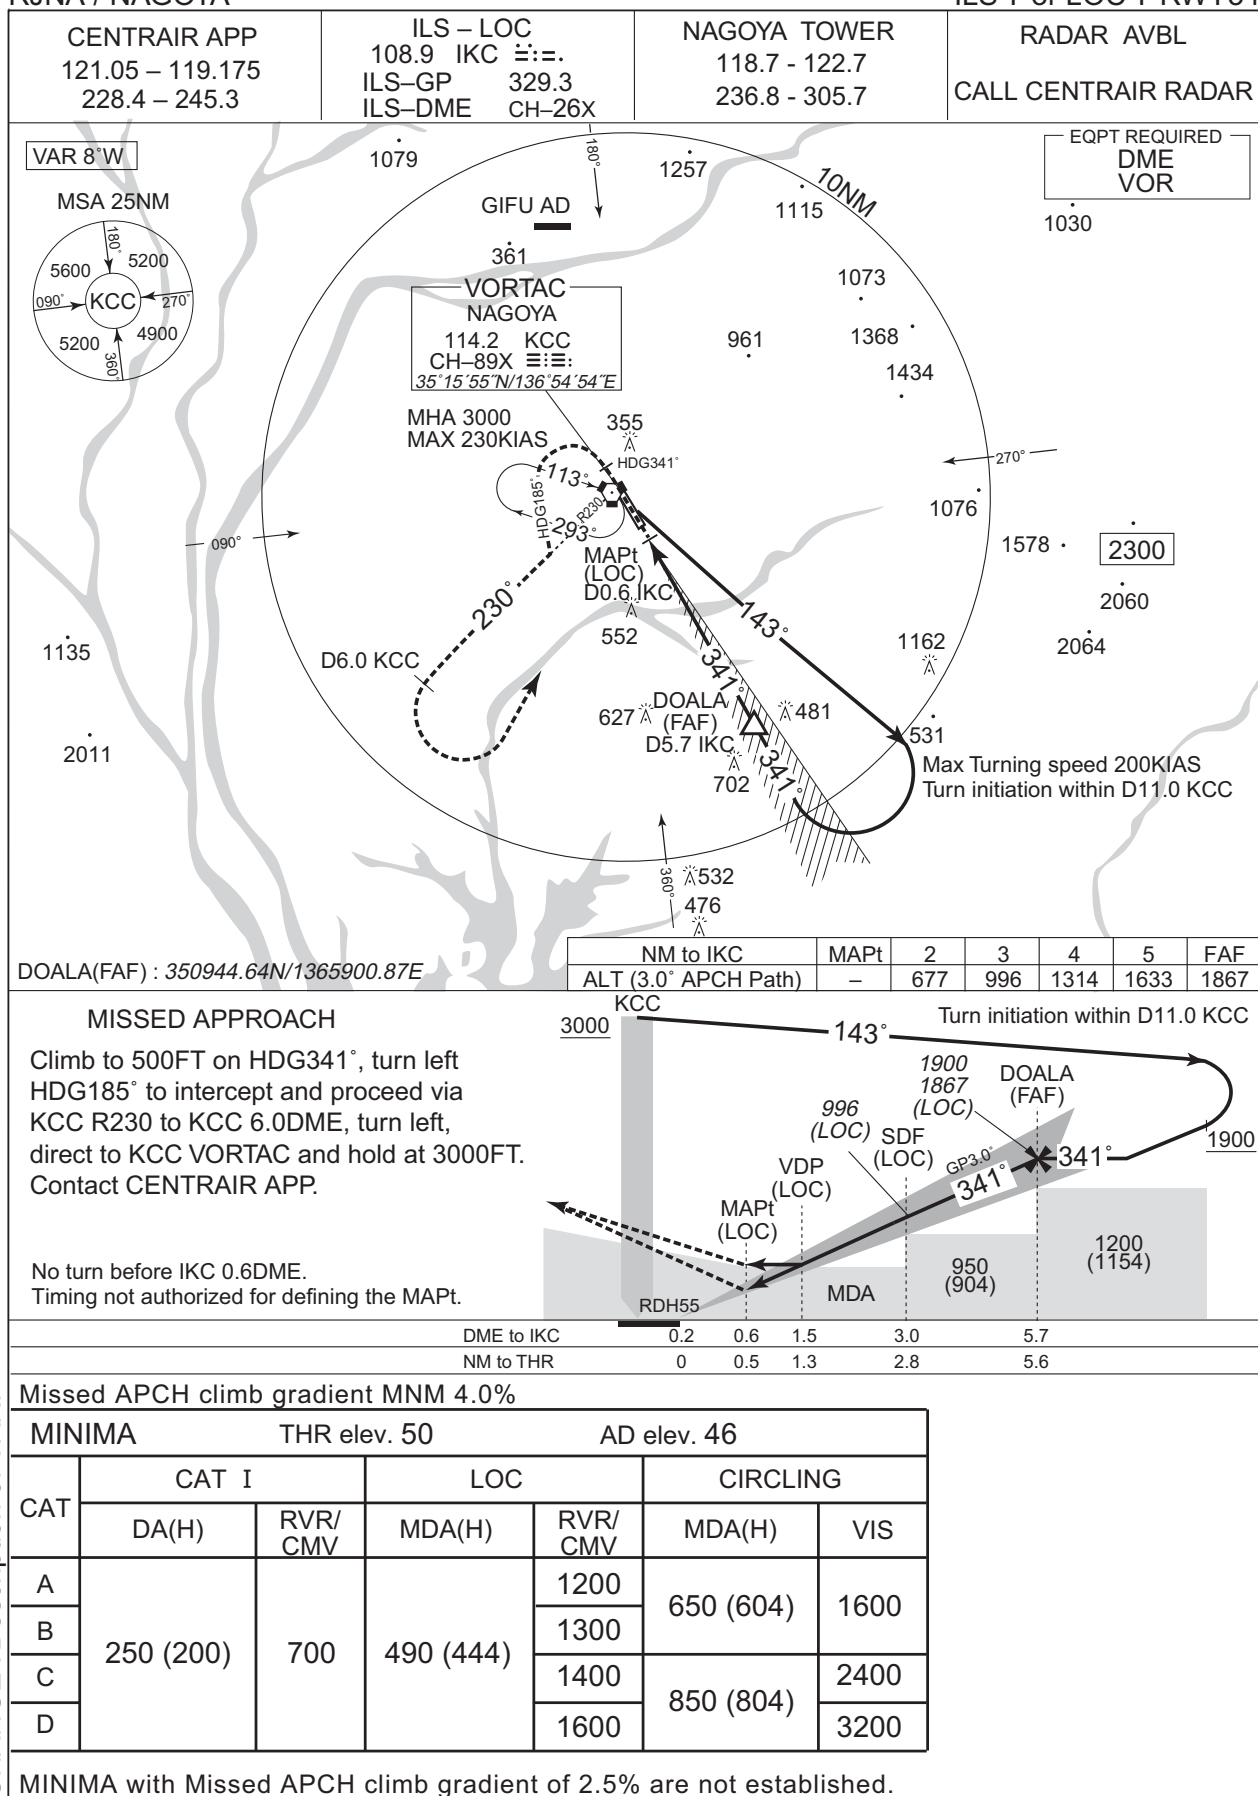 CENTRAIR APP
121.05 – 119.175
228.4 – 245.3
ILS – LOC
108.9 IKC
ILS–GP 329.3
ILS–DME CH–26X
NAGOYA TOWER
118.7 - 122.7
236.8 - 305.7
RADAR AVBL
CALL CENTRAIR RADAR
VAR 8°W
MSA 25NM
180°
5600
5200
090°
KCC
270°
5200
4900
360°
EQPT REQUIRED
DME
VOR
1079
180°
1257
10NM
1115
1030
GIFU AD
361
1073
VORTAC
NAGOYA
114.2 KCC
CH–89X
35°15´55˝N/136°54´54˝E
961
1368
1434
MHA 3000
MAX 230KIAS
355
HDG341°
113°
HDG185°
R230
293°
270°
1076
090°
1578
2300
MAPt
(LOC)
D0.6 IKC
230°
143°
552
2060
1135
1162
2064
D6.0 KCC
341°
DOALA
(FAF)
D5.7 IKC
627
481
531
2011
702
341°
Max Turning speed 200KIAS
Turn initiation within D11.0 KCC
360°
532
476
DOALA(FAF) : 350944.64N/1365900.87E
NM to IKC MAPt 2 3 4 5 FAF
ALT (3.0° APCH Path) – 677 996 1314 1633 1867
MISSED APPROACH
Climb to 500FT on HDG341°, turn left
HDG185° to intercept and proceed via
KCC R230 to KCC 6.0DME, turn left,
direct to KCC VORTAC and hold at 3000FT.
Contact CENTRAIR APP.
No turn before IKC 0.6DME.
Timing not authorized for defining the MAPt.
KCC
3000
143°
Turn initiation within D11.0 KCC
1900
1867
(LOC)
DOALA
(FAF)
996
(LOC)
SDF
(LOC)
1900
GP3.0°
341°
341°
VDP
(LOC)
MAPt
(LOC)
1200
(1154)
950
(904)
MDA
RDH55
DME to IKC 0.2 0.6 1.5 3.0 5.7
NM to THR 0 0.5 1.3 2.8 5.6
Missed APCH climb gradient MNM 4.0%
MINIMA THR elev. 50 AD elev. 46
CAT CAT I LOC CIRCLING
DA(H) RVR/CMV MDA(H) RVR/CMV MDA(H) VIS
A 250 (200) 700 490 (444) 1200 650 (604) 1600
B 1300
C 1400 850 (804) 2400
D 1600 3200
MINIMA with Missed APCH climb gradient of 2.5% are not established.